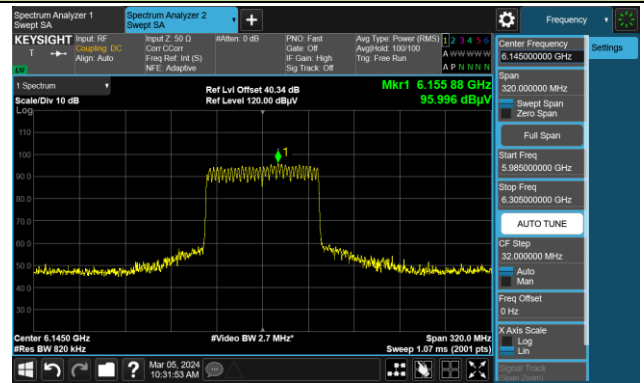 Spectrum Analyzer 1
Swept SA
Spectrum Analyzer 2
Swept SA
Frequency
KEYSIGHT
T
LW
Input: RF
Coupling: DC
Align: Auto
Input Z: 50 Ω
Corr CCorr
Freq Ref: Int (S)
NFE: Adaptive
#Atten: 0 dB
PNO: Fast
Gate: Off
IF Gain: High
Sig Track: Off
Avg Type: Power (RMS)
Avg|Hold: 100/100
Trig: Free Run
1 2 3 4 5 6
A W W W W W
A P N N N N
1 Spectrum
Scale/Div 10 dB
Log
Ref Lvl Offset 40.34 dB
Ref Level 120.00 dBµV
Mkr1 6.155 88 GHz
95.996 dBµV
110
100
90.0
80.0
70.0
60.0
50.0
40.0
30.0
1
Center 6.1450 GHz
#Res BW 820 kHz
#Video BW 2.7 MHz*
Span 320.0 MHz
Sweep 1.07 ms (2001 pts)
Mar 05, 2024
10:31:53 AM
Center Frequency
6.145000000 GHz
Settings
Span
320.000000 MHz
Swept Span
Zero Span
Full Span
Start Freq
5.985000000 GHz
Stop Freq
6.305000000 GHz
AUTO TUNE
CF Step
32.000000 MHz
Auto
Man
Freq Offset
0 Hz
X Axis Scale
Log
Lin
Signal Track
(Span Zoom)